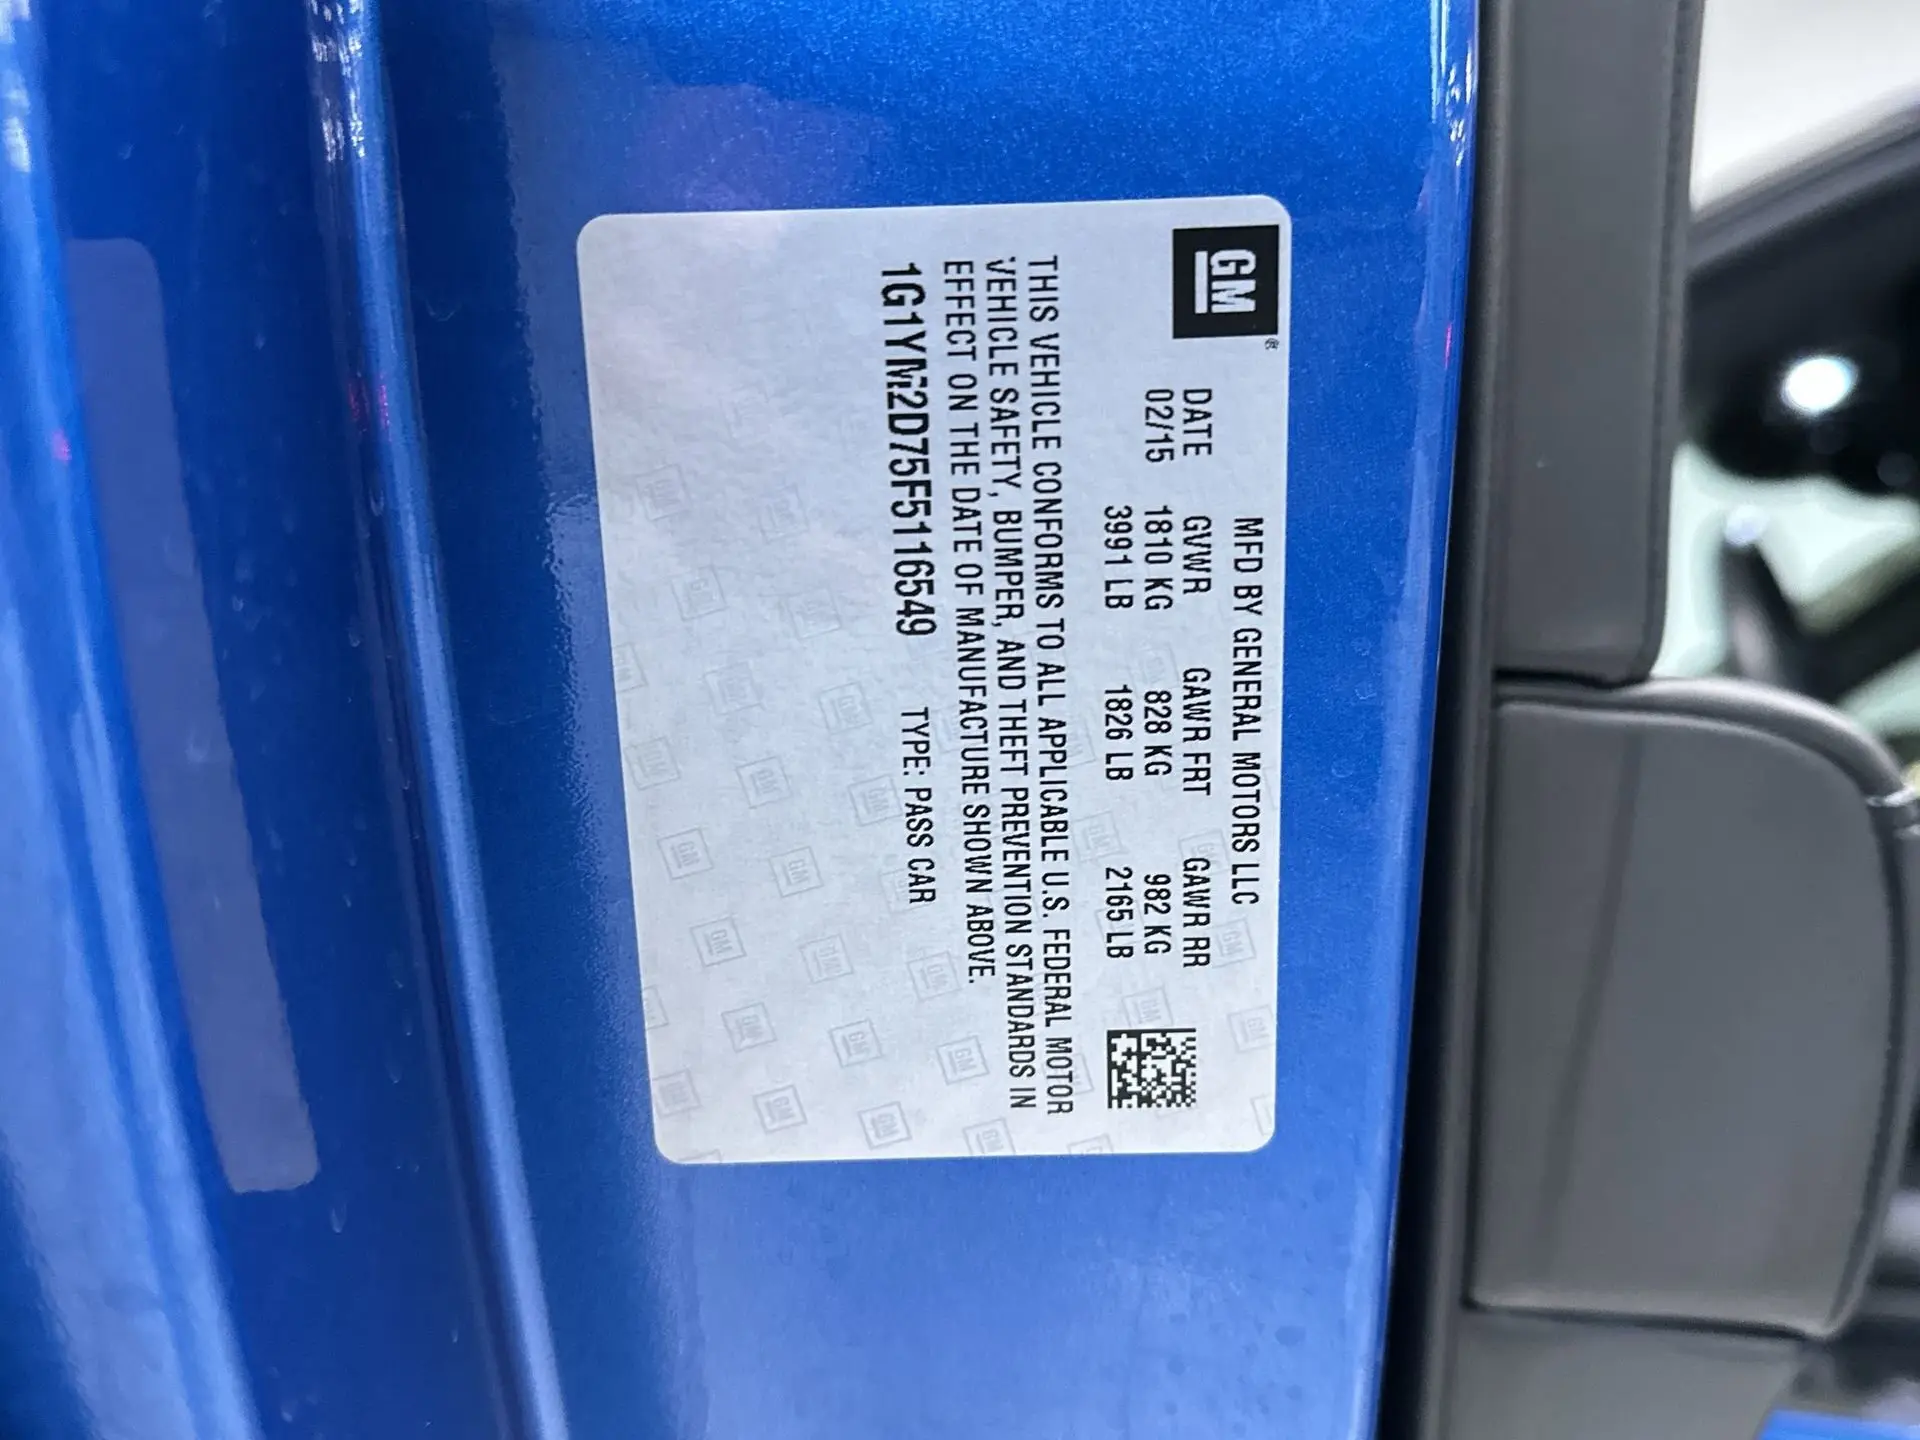 GM®
MFD BY GENERAL MOTORS LLC
DATE GVWR GAWR FRT GAWR RR
02/15 1810 KG 828 KG 982 KG
3991 LB 1826 LB 2165 LB
THIS VEHICLE CONFORMS TO ALL APPLICABLE U.S. FEDERAL MOTOR
VEHICLE SAFETY, BUMPER, AND THEFT PREVENTION STANDARDS IN
EFFECT ON THE DATE OF MANUFACTURE SHOWN ABOVE.
1G1YM2D75F5116549 TYPE: PASS CAR